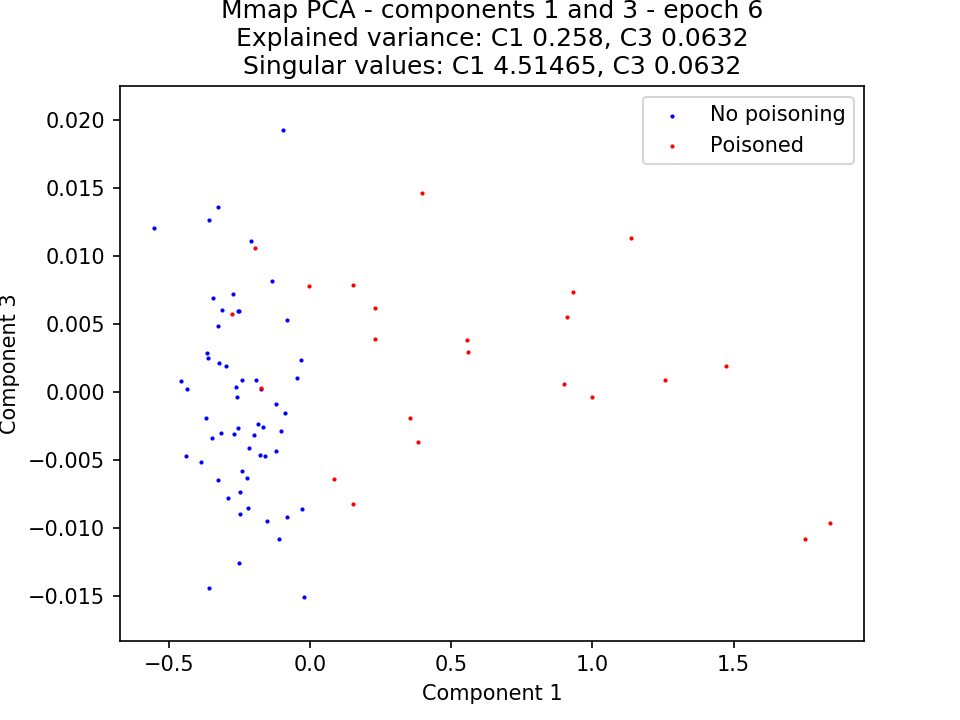 Mmap PCA - components 1 and 3 - epoch 6
Explained variance: C1 0.258, C3 0.0632
Singular values: C1 4.51465, C3 0.0632
No poisoning
Poisoned
0.020
0.015
0.010
0.005
0.000
−0.005
−0.010
−0.015
Component 3
−0.5
0.0
0.5
1.0
1.5
Component 1